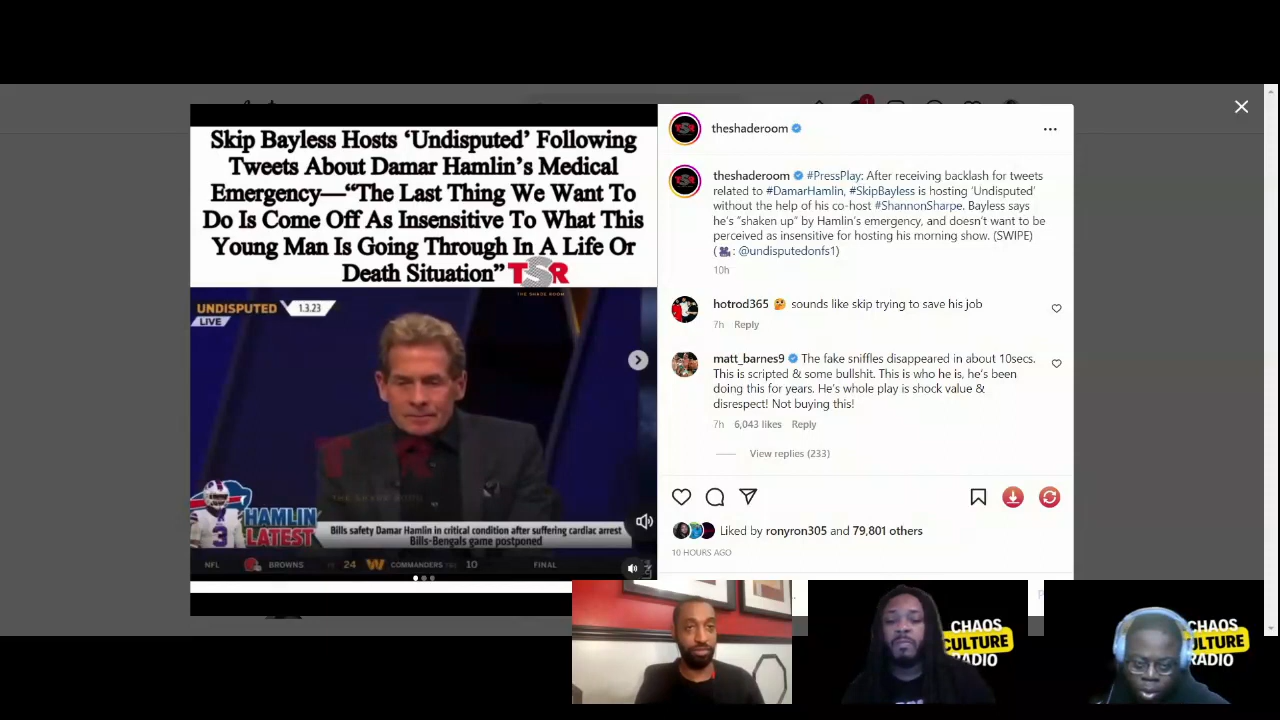 Skip Bayless Hosts ‘Undisputed’ Following
Tweets About Damar Hamlin’s Medical
Emergency—“The Last Thing We Want To
Do Is Come Off As Insensitive To What This
Young Man Is Going Through In A Life Or
Death Situation” TSR
THE SHADE ROOM
UNDISPUTED 1.3.23
LIVE
THE SHADE ROOM
3
HAMLIN
LATEST
Bills safety Damar Hamlin in critical condition after suffering cardiac arrest
Bills-Bengals game postponed
NFL BROWNS 24 W COMMANDERS 10 FINAL
theshaderoom
theshaderoom #PressPlay: After receiving backlash for tweets
related to #DamarHamlin, #SkipBayless is hosting ‘Undisputed’
without the help of his co-host #ShannonSharpe. Bayless says
he’s “shaken up” by Hamlin’s emergency, and doesn’t want to be
perceived as insensitive for hosting his morning show. (SWIPE)
(🎥: @undisputedonfs1)
10h
hotrod365 🤔 sounds like skip trying to save his job
7h Reply
matt_barnes9 The fake sniffles disappeared in about 10secs.
This is scripted & some bullshit. This is who he is, he’s been
doing this for years. He’s whole play is shock value &
disrespect! Not buying this!
7h 6,043 likes Reply
View replies (233)
Liked by ronyron305 and 79,801 others
10 HOURS AGO
CHAOS
CULTURE
RADIO
CHAOS
CULTURE
RADIO